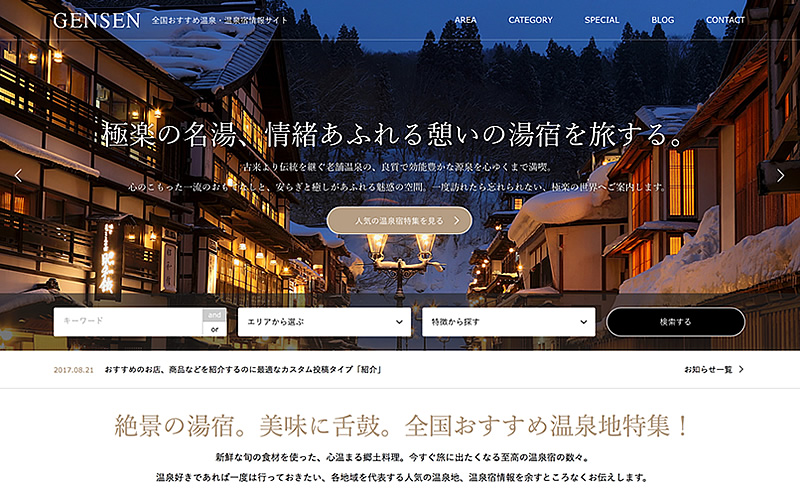 GENSEN 全国おすすめ温泉・温泉宿情報サイト AREA CATEGORY SPECIAL BLOG CONTACT
極楽の名湯、情緒あふれる憩いの湯宿を旅する。
古来より伝統を継ぐ老舗温泉の、良質で効能豊かな源泉を心ゆくまで満喫。
心のこもった一流のおもてなしと、安らぎと癒しがあふれる魅惑の空間。一度訪れたら忘れられない、極楽の世界へご案内します。
人気の温泉宿特集を見る
キーワード and or エリアから選ぶ 特徴から探す 検索する
2017.08.21 おすすめのお店、商品などを紹介するのに最適なカスタム投稿タイプ「紹介」 お知らせ一覧
絶景の湯宿。美味に舌鼓。全国おすすめ温泉地特集！
新鮮な旬の食材を使った、心温まる郷土料理。今すぐ旅に出たくなる至高の温泉宿の数々。
温泉好きであれば一度は行っておきたい、各地域を代表する人気の温泉地、温泉宿情報を余すところなくお伝えします。